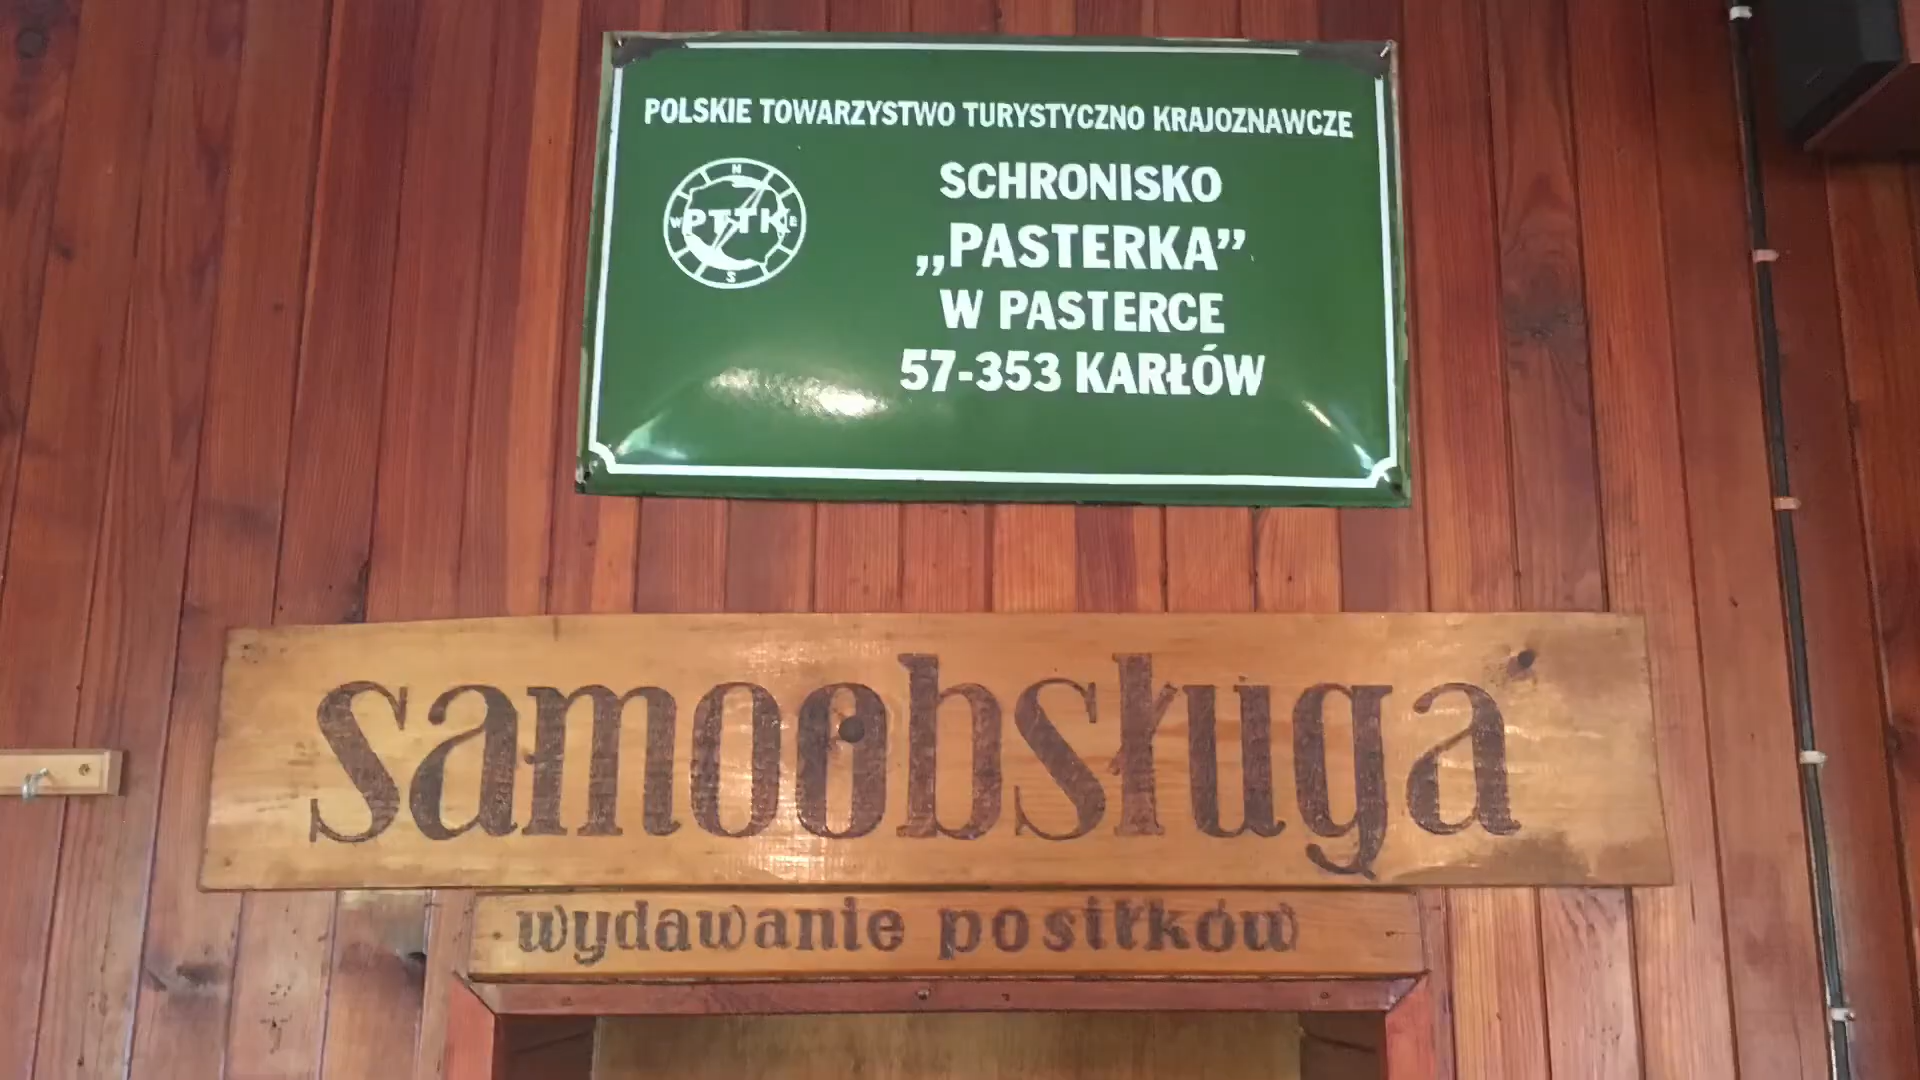 POLSKIE TOWARZYSTWO TURYSTYCZNO KRAJOZNAWCZE
N
W PTTK E
S
SCHRONISKO
„PASTERKA”
W PASTERCE
57-353 KARŁÓW
samoobsługa
wydawanie posiłków